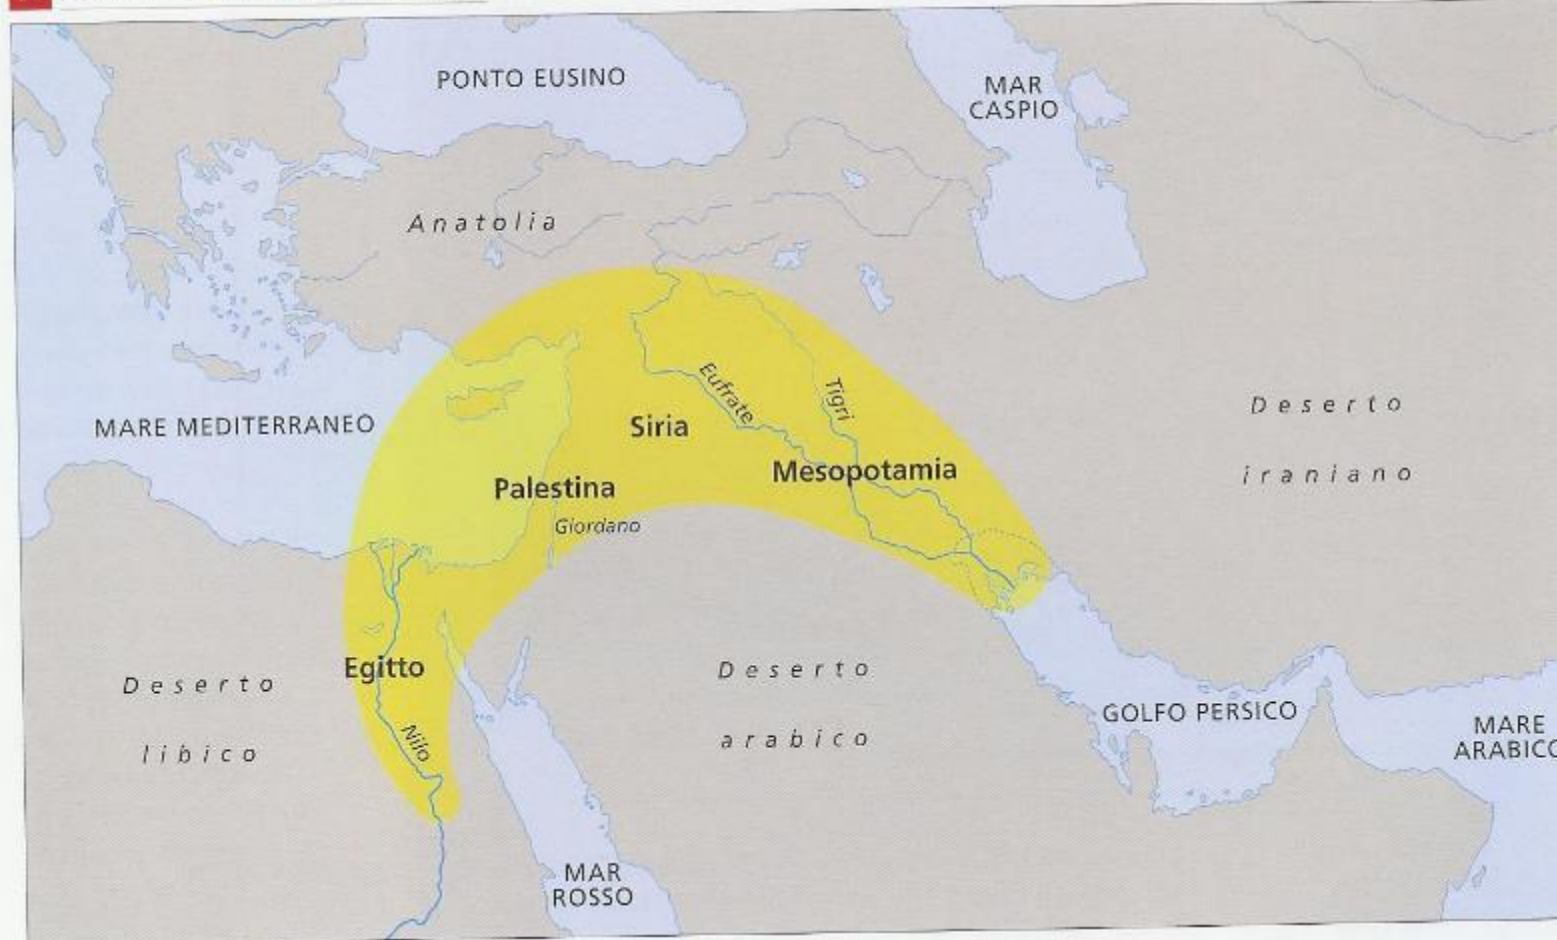 PONTO EUSINO
MAR
CASPIO
Anatolia
Eufrate
Tigri
Deserto
iraniano
MARE MEDITERRANEO
Siria
Mesopotamia
Palestina
Giordano
Egitto
Nilo
Deserto
libico
Deserto
arabico
GOLFO PERSICO
MARE
ARABICO
MAR
ROSSO